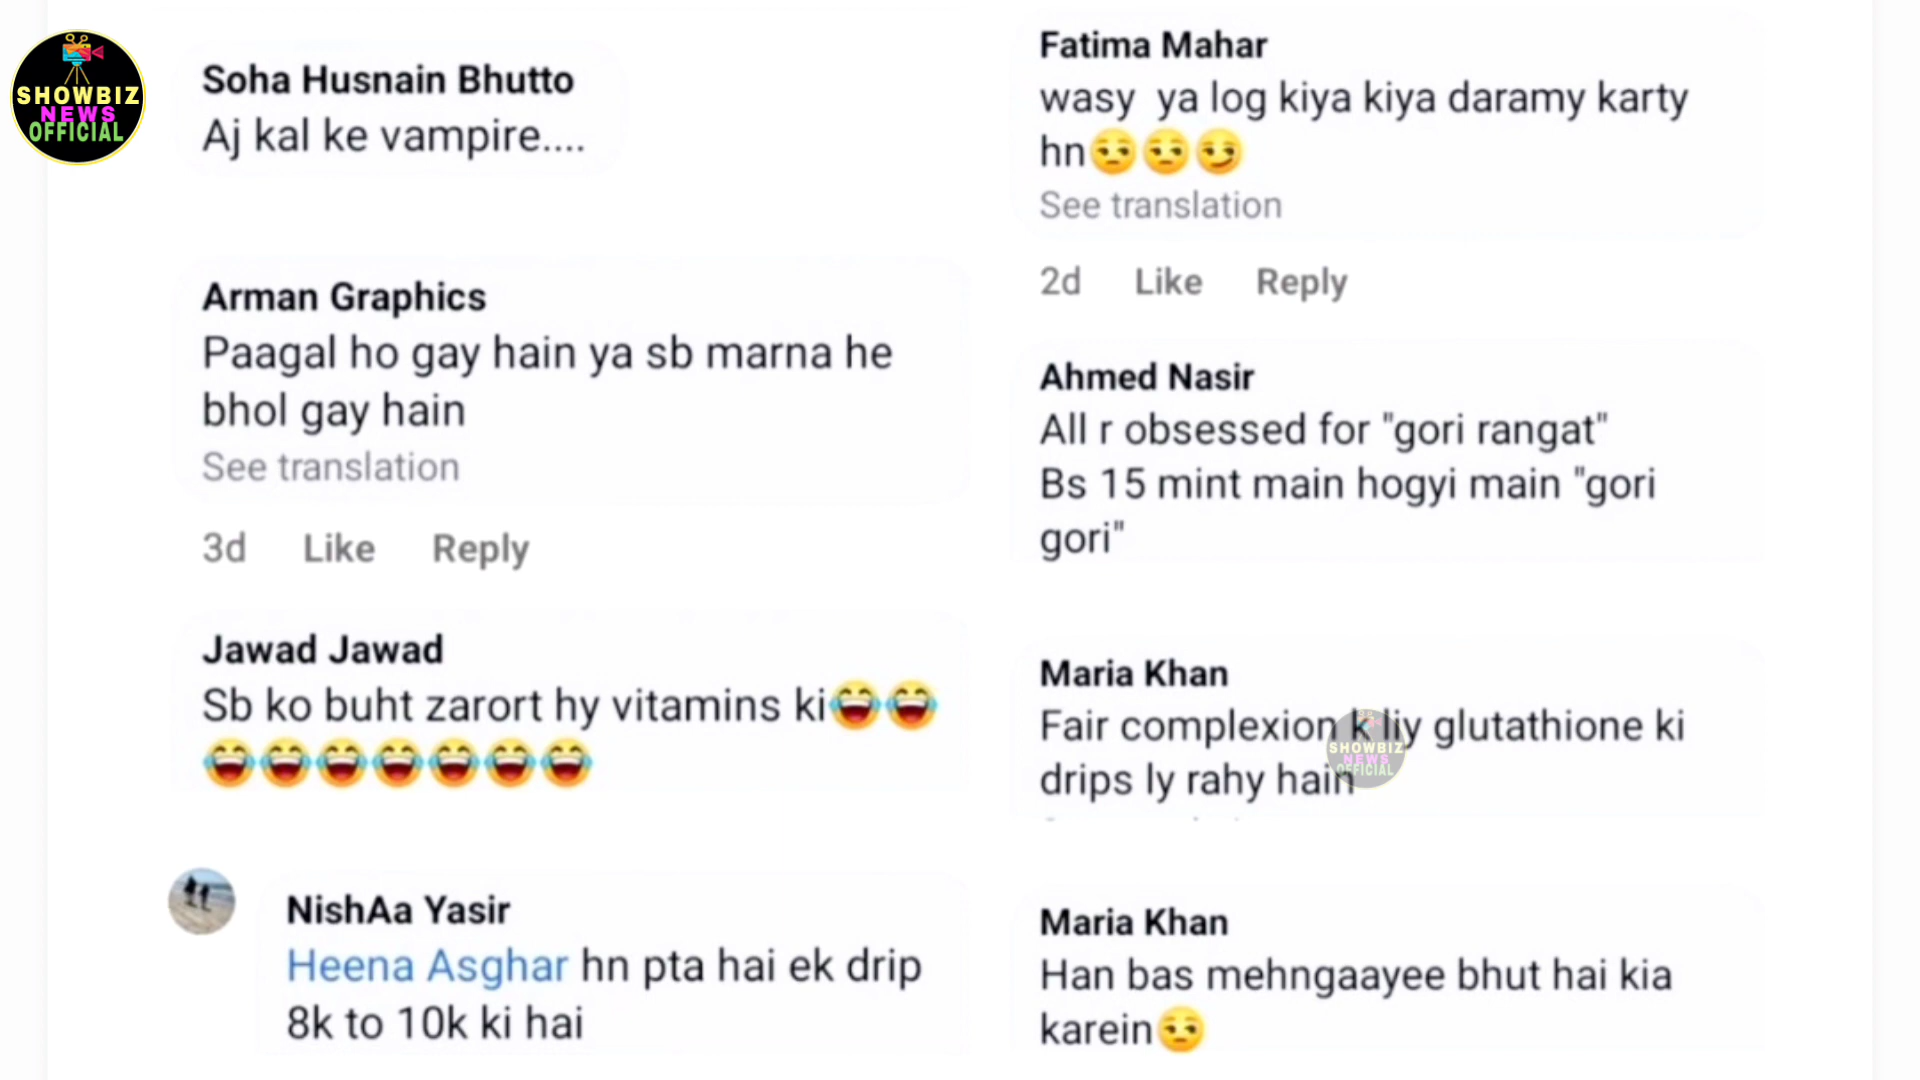 SHOWBIZ
NEWS
OFFICIAL
Soha Husnain Bhutto
Aj kal ke vampire....
Arman Graphics
Paagal ho gay hain ya sb marna he
bhol gay hain
See translation
3d Like Reply
Jawad Jawad
Sb ko buht zarort hy vitamins ki😂😂
😂😂😂😂😂😂😂
NishAa Yasir
Heena Asghar hn pta hai ek drip
8k to 10k ki hai
Fatima Mahar
wasy ya log kiya kiya daramy karty
hn😒😒😏
See translation
2d Like Reply
Ahmed Nasir
All r obsessed for "gori rangat"
Bs 15 mint main hogyi main "gori
gori"
Maria Khan
Fair complexion k liy glutathione ki
drips ly rahy hain
SHOWBIZ
NEWS
OFFICIAL
Maria Khan
Han bas mehngaayee bhut hai kia
karein😒